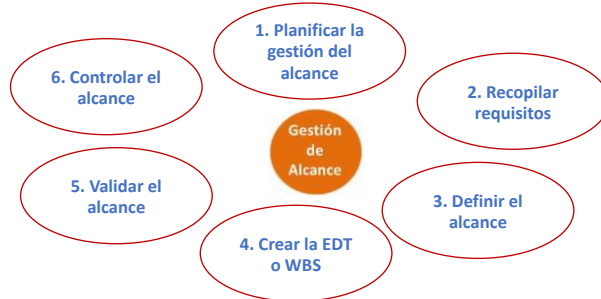 1. Planificar la
gestión del
alcance
2. Recopilar
requisitos
3. Definir el
alcance
4. Crear la EDT
o WBS
5. Validar el
alcance
6. Controlar el
alcance
Gestión
de
Alcance